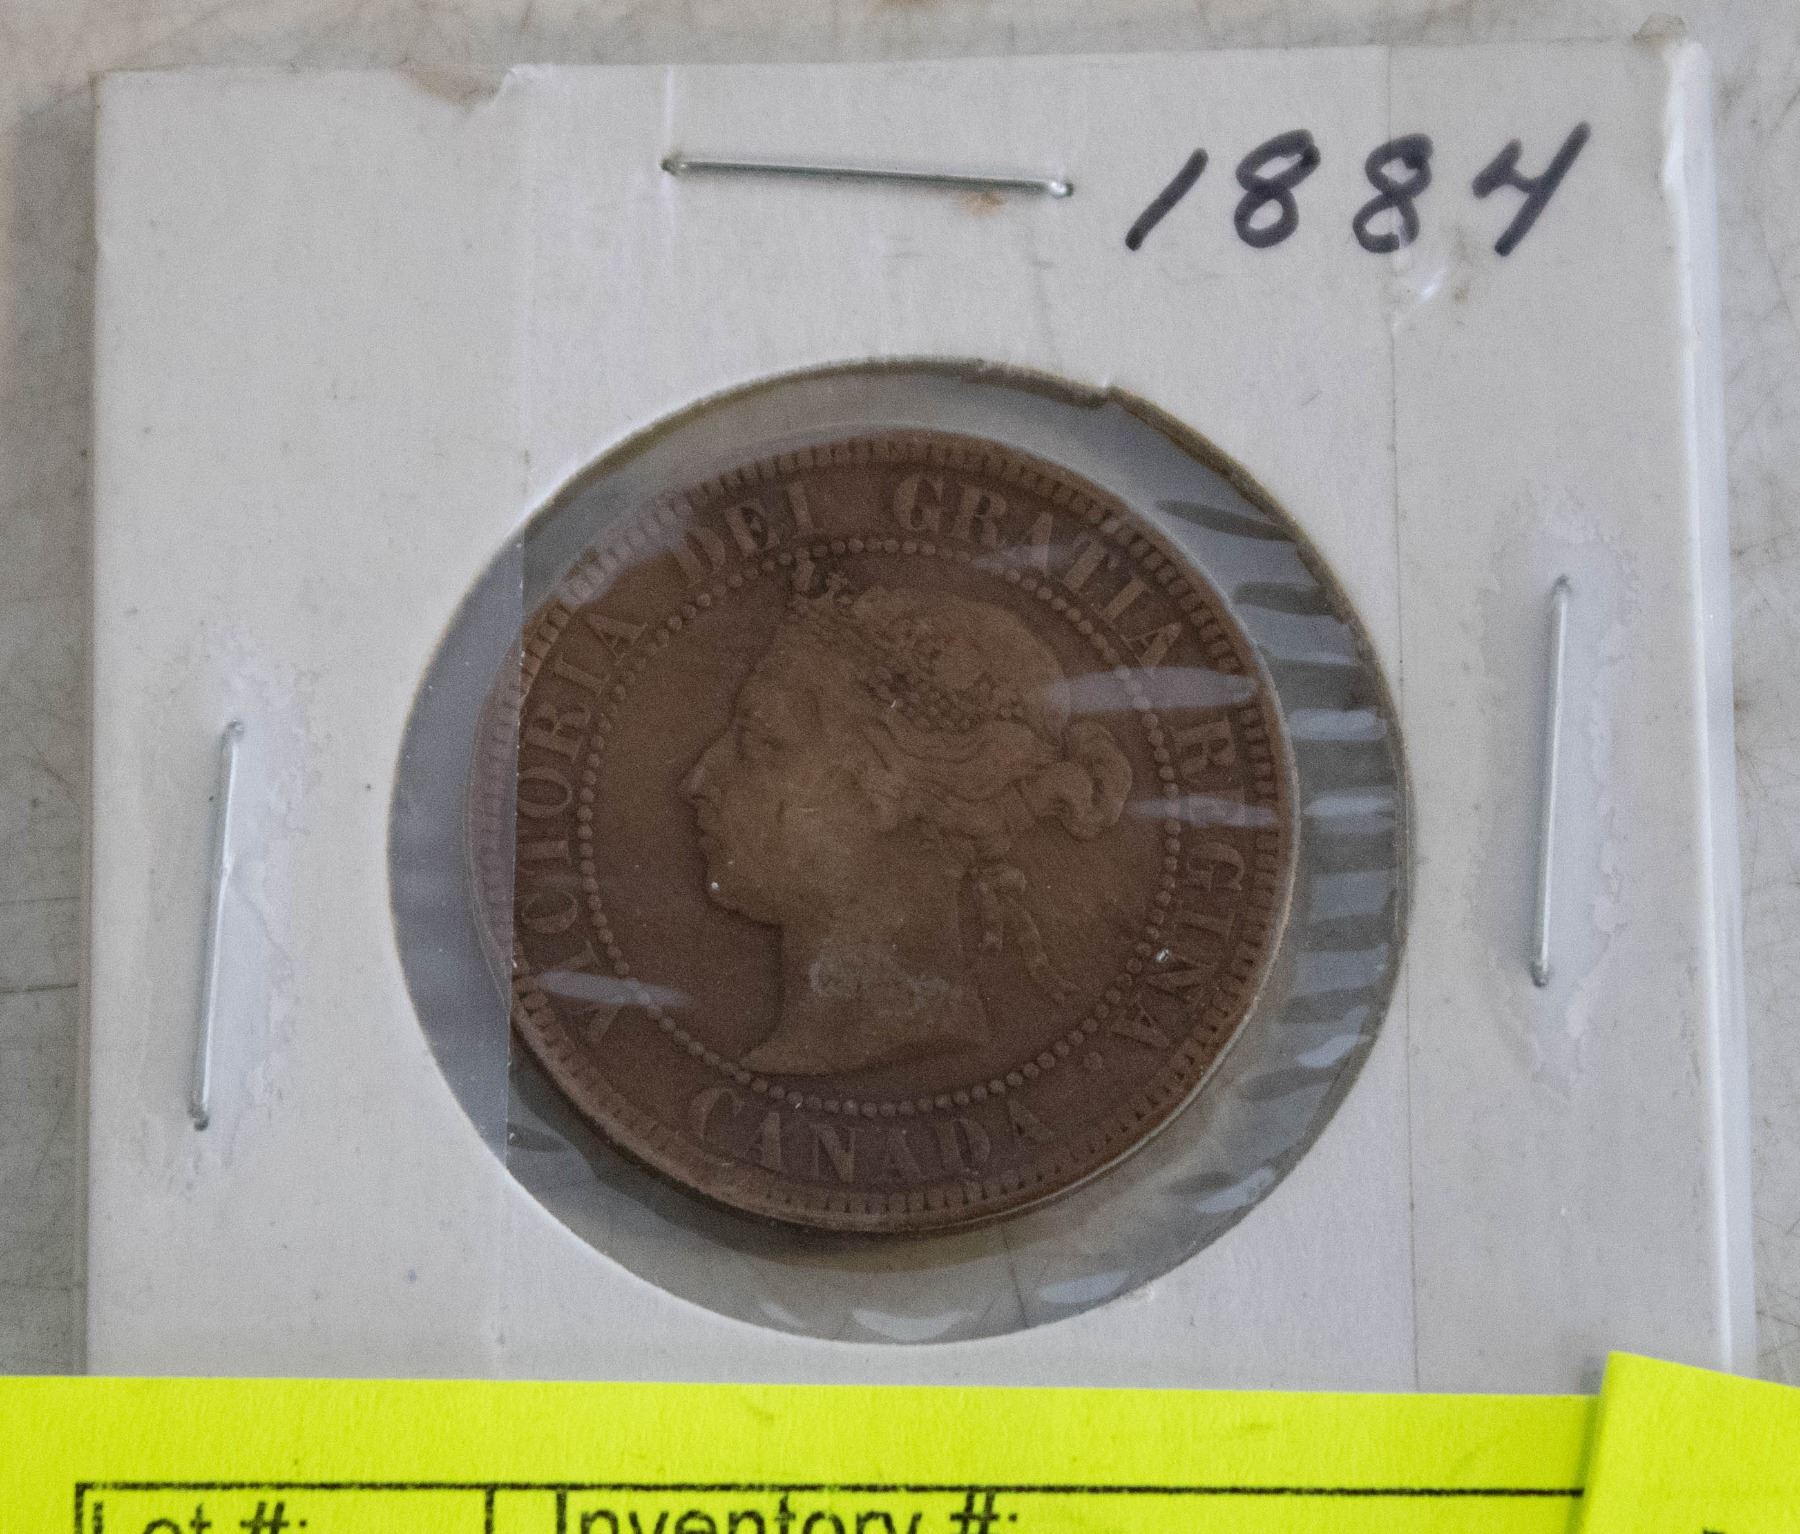 1884
VICTORIA DEI GRATIA REGINA.
CANADA
Lot #:
Inventory #: